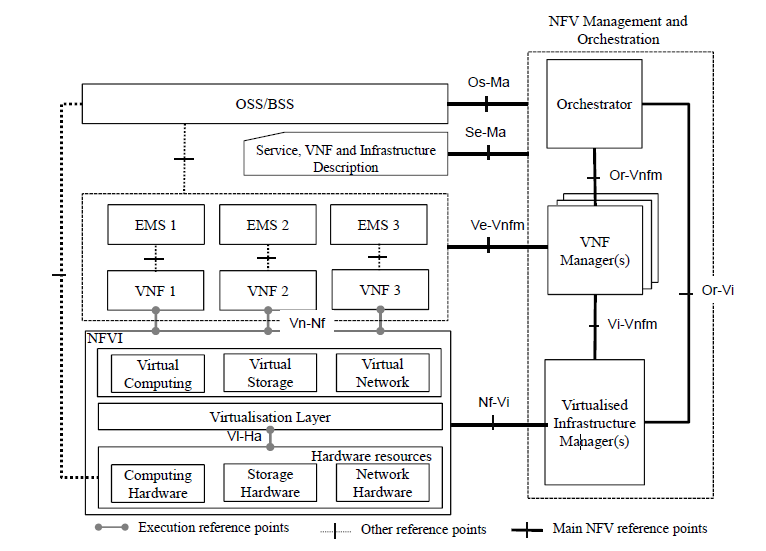 NFV Management and
Orchestration
Os-Ma
OSS/BSS
Orchestrator
Se-Ma
Service, VNF and Infrastructure
Description
Or-Vnfm
EMS 1
EMS 2
EMS 3
Ve-Vnfm
VNF
Manager(s)
VNF 1
VNF 2
VNF 3
Or-Vi
Vn-Nf
Vi-Vnfm
NFVI
Virtual
Computing
Virtual
Storage
Virtual
Network
Nf-Vi
Virtualised
Infrastructure
Manager(s)
Virtualisation Layer
VI-Ha
Hardware resources
Computing
Hardware
Storage
Hardware
Network
Hardware
Execution reference points
Other reference points
Main NFV reference points